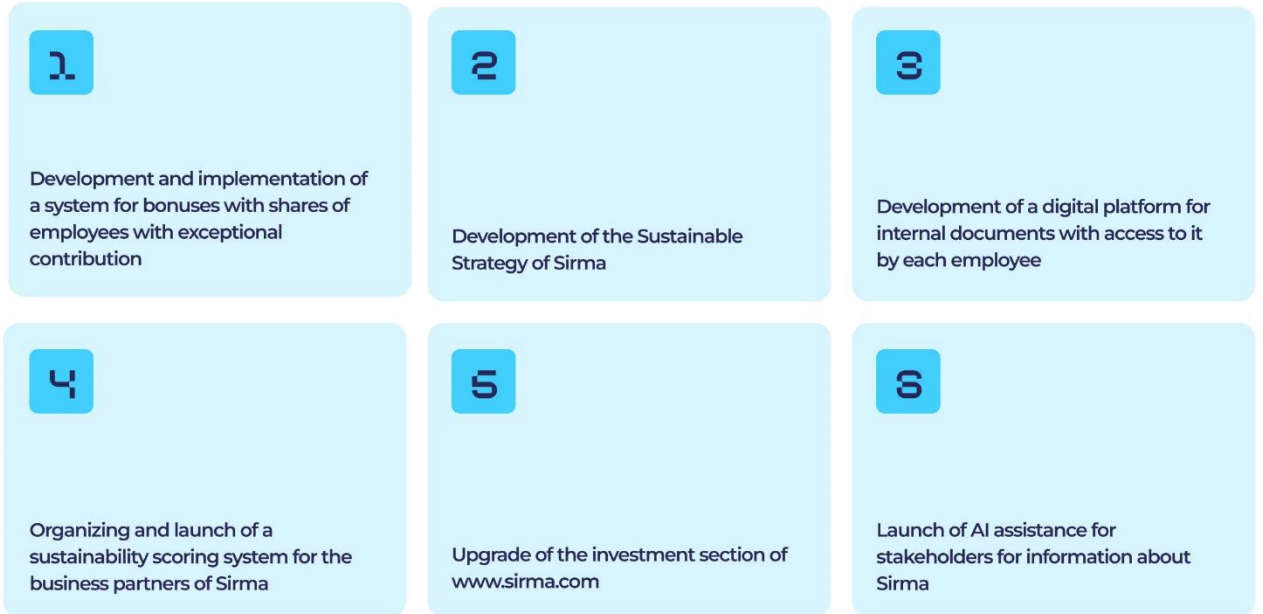 1
Development and implementation of
a system for bonuses with shares of
employees with exceptional
contribution
2
Development of the Sustainable
Strategy of Sirma
3
Development of a digital platform for
internal documents with access to it
by each employee
4
Organizing and launch of a
sustainability scoring system for the
business partners of Sirma
5
Upgrade of the investment section of
www.sirma.com
6
Launch of AI assistance for
stakeholders for information about
Sirma